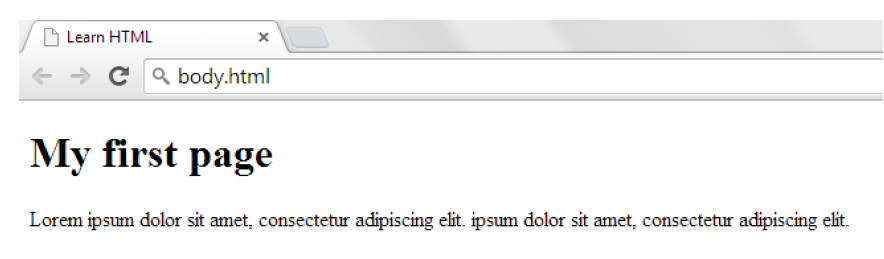 Learn HTML
body.html
My first page
Lorem ipsum dolor sit amet, consectetur adipiscing elit. ipsum dolor sit amet, consectetur adipiscing elit.